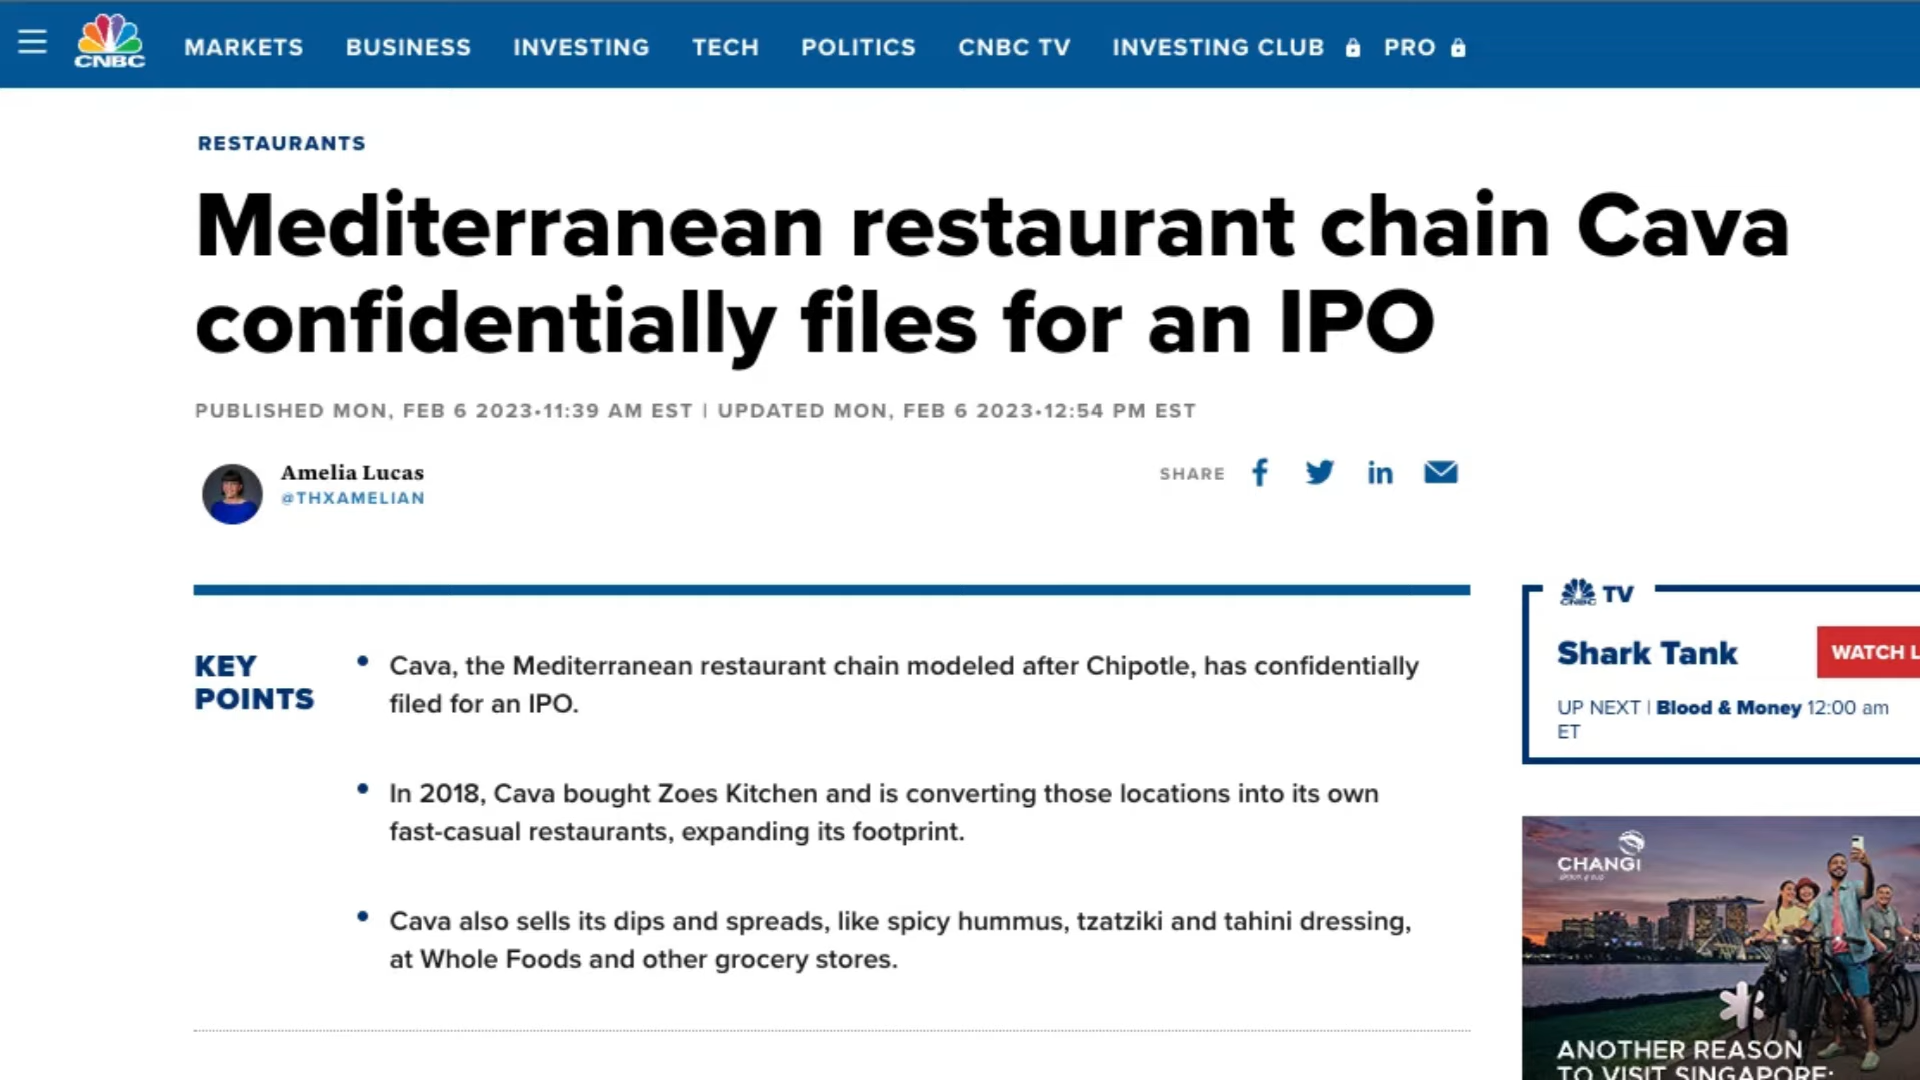 CNBC
MARKETS BUSINESS INVESTING TECH POLITICS CNBC TV INVESTING CLUB PRO
RESTAURANTS
Mediterranean restaurant chain Cava
confidentially files for an IPO
PUBLISHED MON, FEB 6 2023•11:39 AM EST | UPDATED MON, FEB 6 2023•12:54 PM EST
Amelia Lucas
@THXAMELIAN
SHARE
KEY
POINTS
• Cava, the Mediterranean restaurant chain modeled after Chipotle, has confidentially
filed for an IPO.
• In 2018, Cava bought Zoes Kitchen and is converting those locations into its own
fast-casual restaurants, expanding its footprint.
• Cava also sells its dips and spreads, like spicy hummus, tzatziki and tahini dressing,
at Whole Foods and other grocery stores.
CNBC TV
Shark Tank
WATCH L
UP NEXT | Blood & Money 12:00 am
ET
CHANGI
ANOTHER REASON
TO VISIT SINGAPORE: